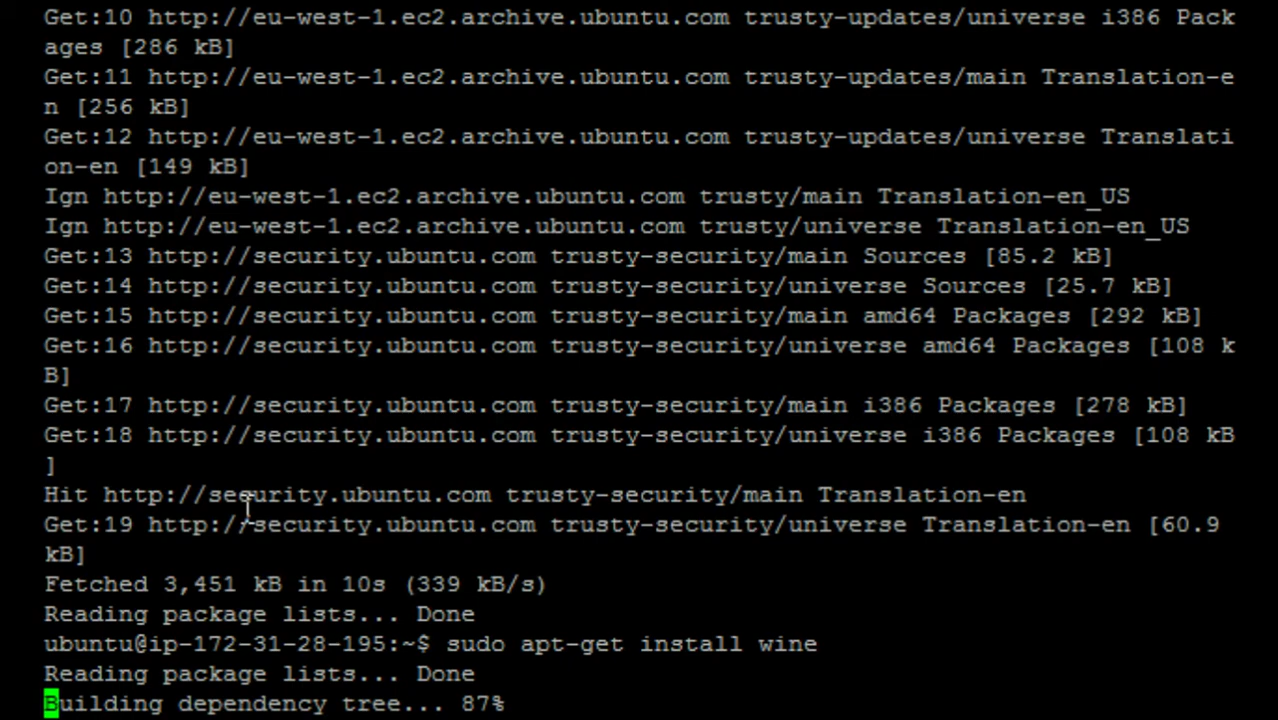 Get:10 http://eu-west-1.ec2.archive.ubuntu.com trusty-updates/universe i386 Pack
ages [286 kB]
Get:11 http://eu-west-1.ec2.archive.ubuntu.com trusty-updates/main Translation-e
n [256 kB]
Get:12 http://eu-west-1.ec2.archive.ubuntu.com trusty-updates/universe Translati
on-en [149 kB]
Ign http://eu-west-1.ec2.archive.ubuntu.com trusty/main Translation-en_US
Ign http://eu-west-1.ec2.archive.ubuntu.com trusty/universe Translation-en_US
Get:13 http://security.ubuntu.com trusty-security/main Sources [85.2 kB]
Get:14 http://security.ubuntu.com trusty-security/universe Sources [25.7 kB]
Get:15 http://security.ubuntu.com trusty-security/main amd64 Packages [292 kB]
Get:16 http://security.ubuntu.com trusty-security/universe amd64 Packages [108 k
B]
Get:17 http://security.ubuntu.com trusty-security/main i386 Packages [278 kB]
Get:18 http://security.ubuntu.com trusty-security/universe i386 Packages [108 kB
]
Hit http://security.ubuntu.com trusty-security/main Translation-en
Get:19 http://security.ubuntu.com trusty-security/universe Translation-en [60.9
kB]
Fetched 3,451 kB in 10s (339 kB/s)
Reading package lists... Done
ubuntu@ip-172-31-28-195:~$ sudo apt-get install wine
Reading package lists... Done
Building dependency tree... 87%